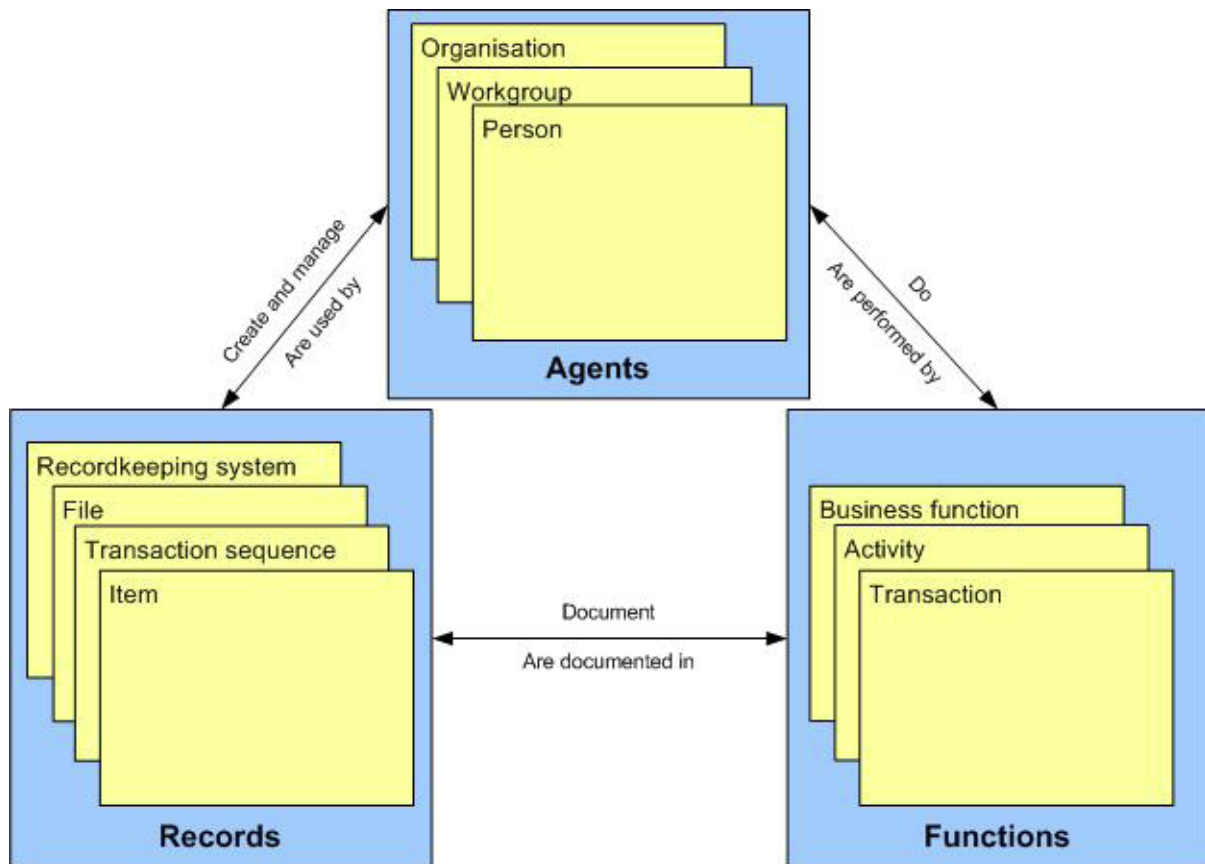 Organisation
Workgroup
Person
Agents
Create and manage
Are used by
Do
Are performed by
Recordkeeping system
File
Transaction sequence
Item
Records
Document
Are documented in
Business function
Activity
Transaction
Functions